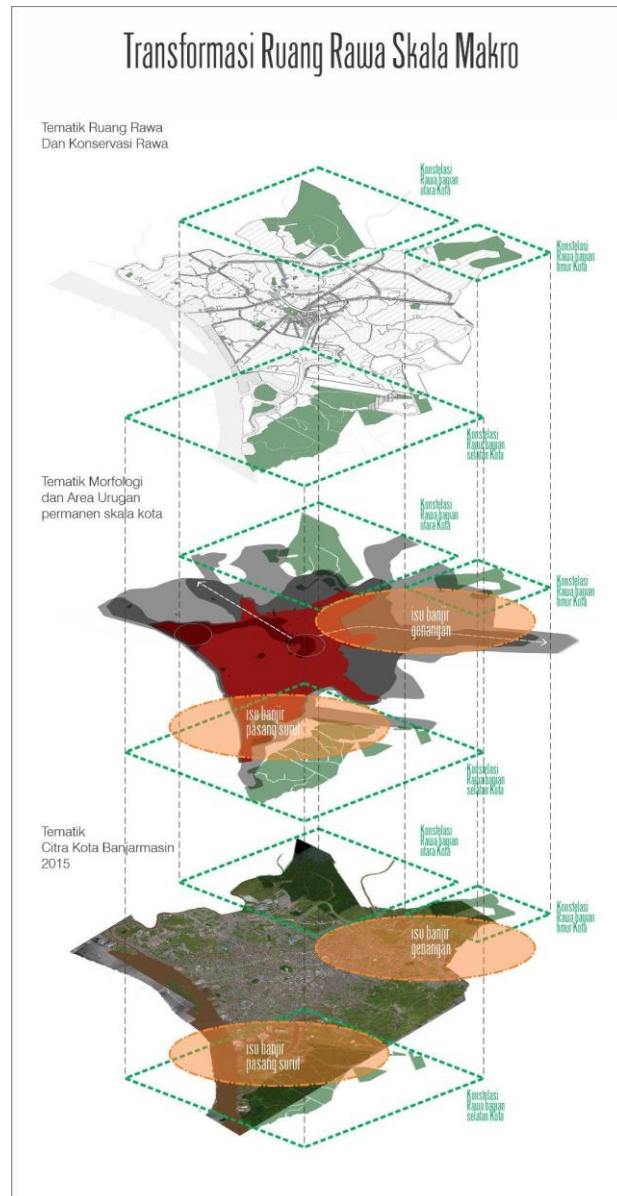 Transformasi Ruang Rawa Skala Makro
Tematik Ruang Rawa
Dan Konservasi Rawa
Konstelasi
Rawa bagian
utara Kota
Konstelasi
Rawa bagian
timur Kota
Konstelasi
Rawa bagian
selatan Kota
Tematik Morfologi
dan Area Urugan
permanen skala kota
Konstelasi
Rawa bagian
utara Kota
Konstelasi
Rawa bagian
timur Kota
isu banjir
genangan
isu banjir
pasang surut
Konstelasi
Rawa bagian
selatan Kota
Tematik
Citra Kota Banjarmasin
2015
Konstelasi
Rawa bagian
utara Kota
Konstelasi
Rawa bagian
timur Kota
isu banjir
genangan
isu banjir
pasang surut
Konstelasi
Rawa bagian
selatan Kota